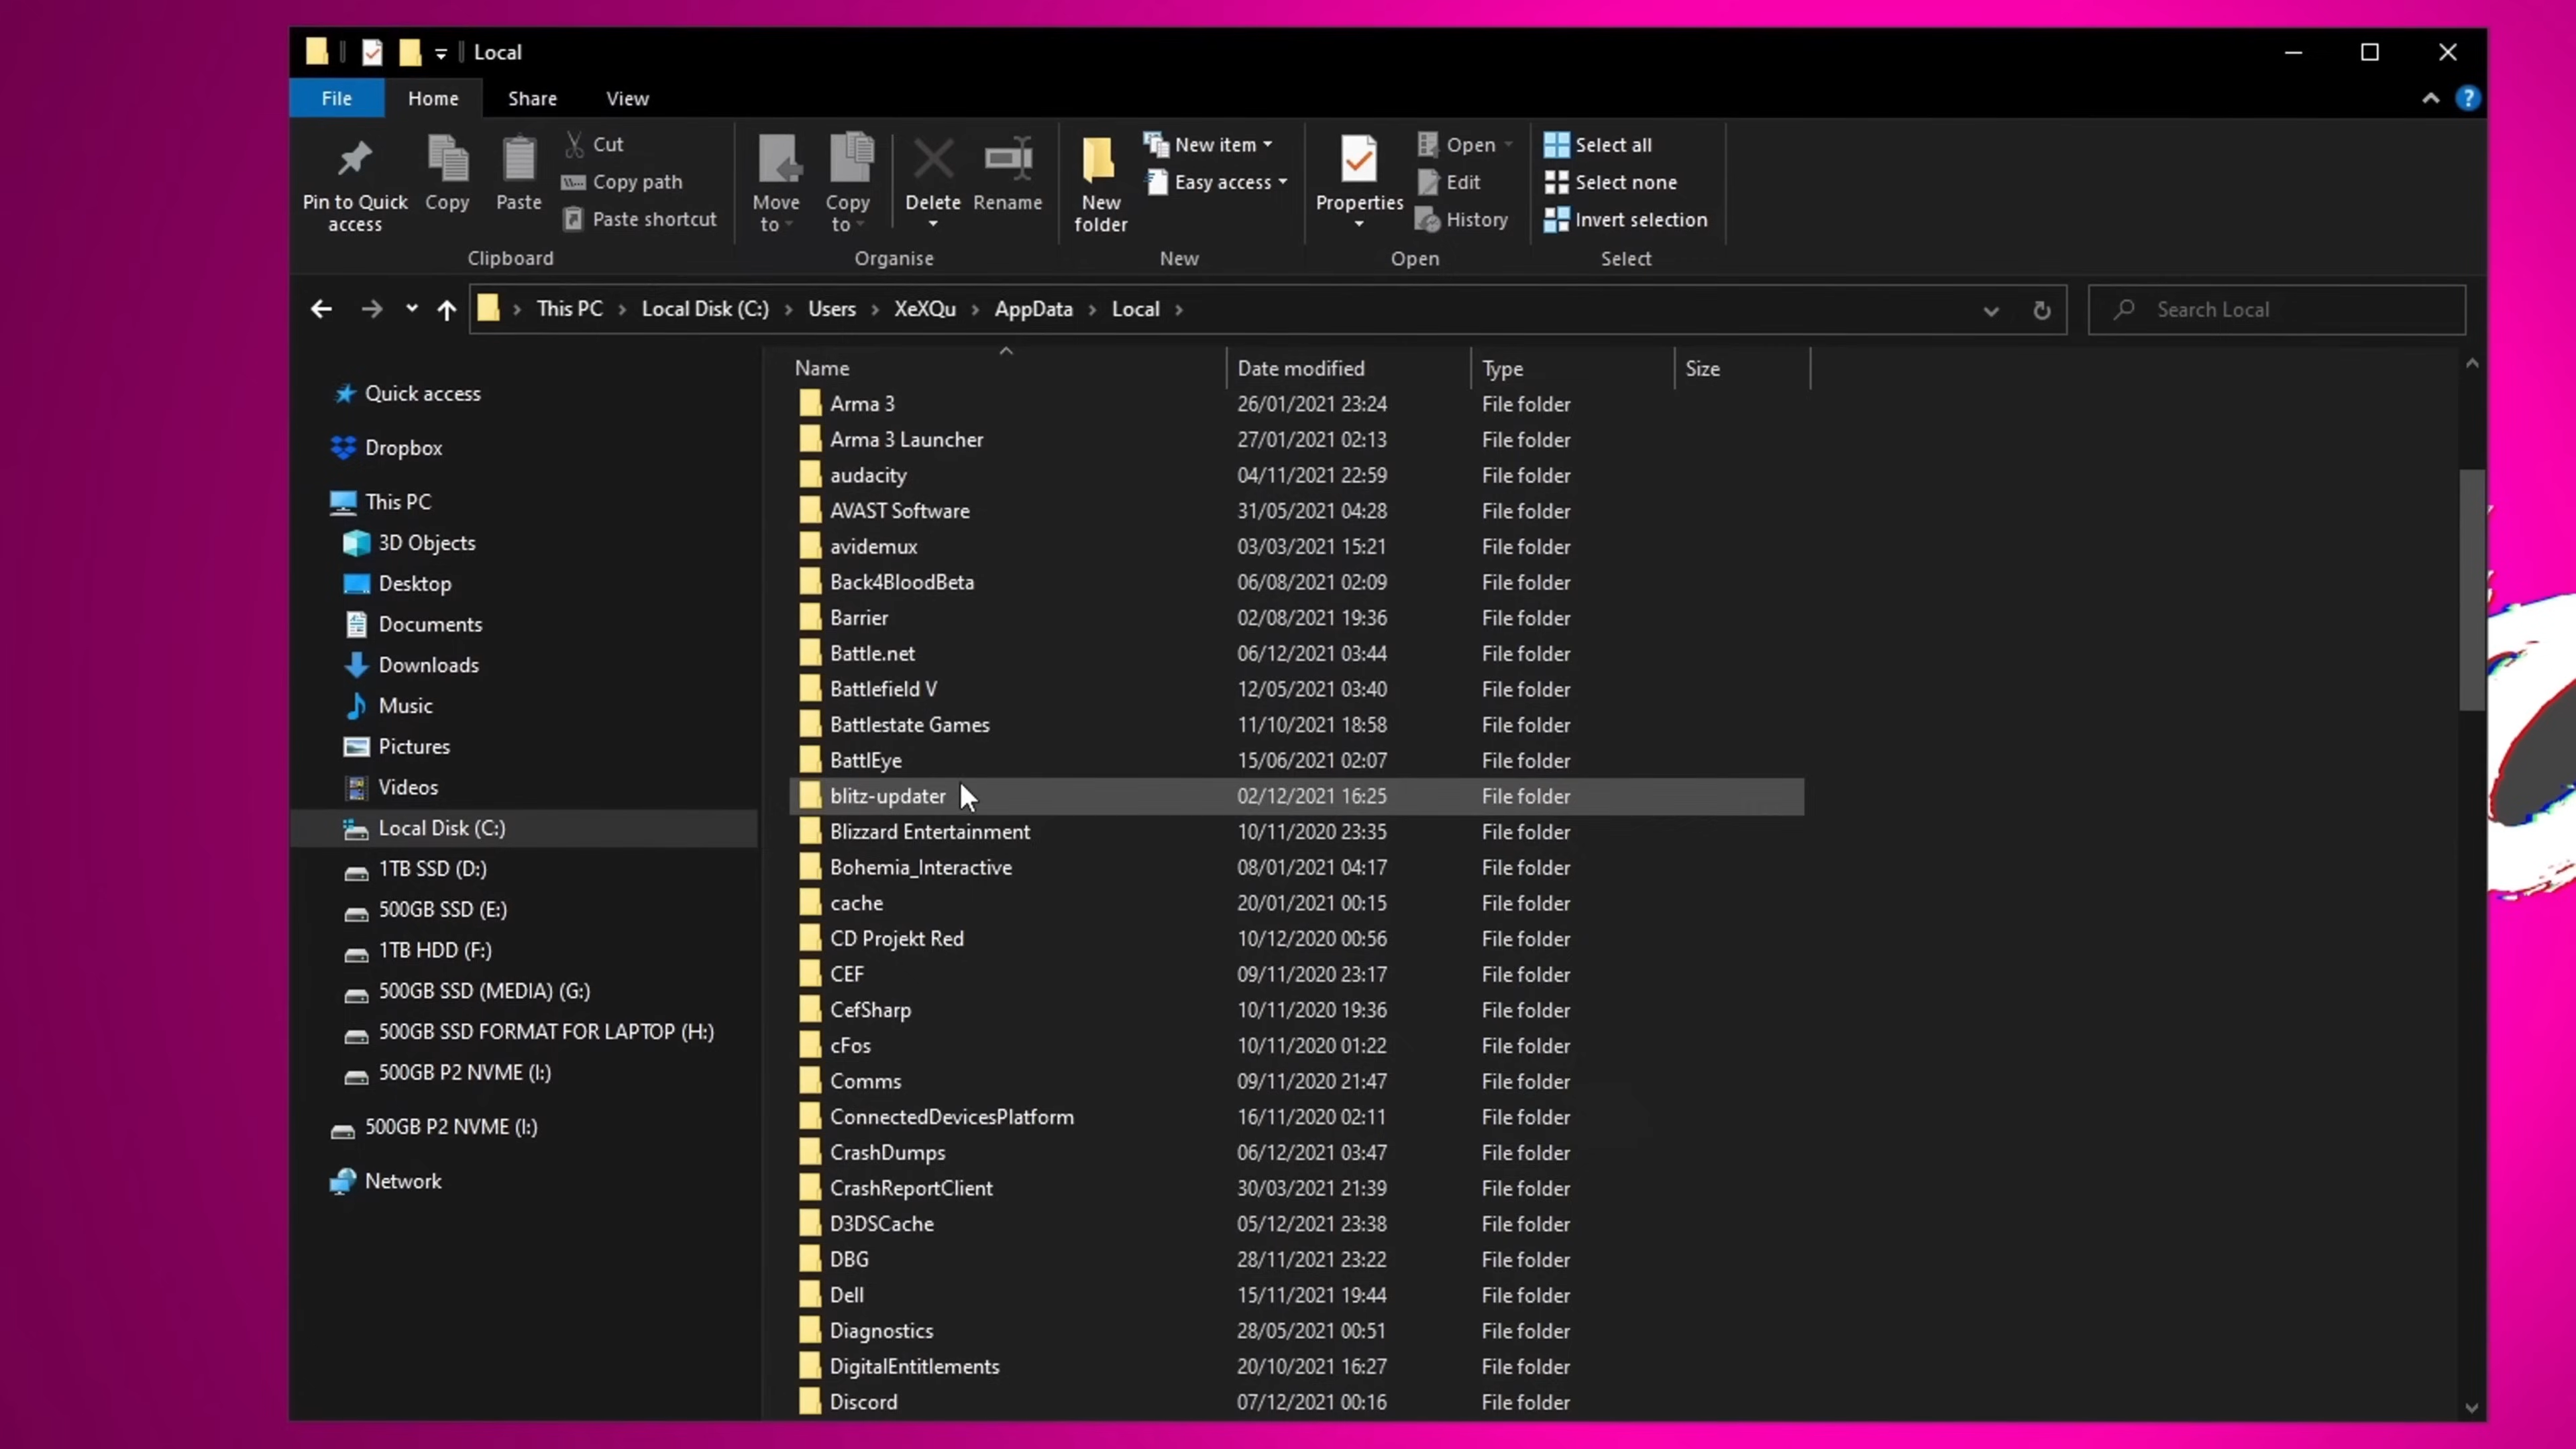 Local
File Home Share View
Pin to Quick access
Copy
Paste
Cut
Copy path
Paste shortcut
Clipboard
Move to
Copy to
Delete
Rename
Organise
New folder
New item
Easy access
New
Properties
Open
Edit
History
Open
Select all
Select none
Invert selection
Select
This PC Local Disk (C:) Users XeXQu AppData Local
Search Local
Quick access
Dropbox
This PC
3D Objects
Desktop
Documents
Downloads
Music
Pictures
Videos
Local Disk (C:)
1TB SSD (D:)
500GB SSD (E:)
1TB HDD (F:)
500GB SSD (MEDIA) (G:)
500GB SSD FORMAT FOR LAPTOP (H:)
500GB P2 NVME (I:)
500GB P2 NVME (I:)
Network
Name Date modified Type Size
Arma 3 26/01/2021 23:24 File folder
Arma 3 Launcher 27/01/2021 02:13 File folder
audacity 04/11/2021 22:59 File folder
AVAST Software 31/05/2021 04:28 File folder
avidemux 03/03/2021 15:21 File folder
Back4BloodBeta 06/08/2021 02:09 File folder
Barrier 02/08/2021 19:36 File folder
Battle.net 06/12/2021 03:44 File folder
Battlefield V 12/05/2021 03:40 File folder
Battlestate Games 11/10/2021 18:58 File folder
BattlEye 15/06/2021 02:07 File folder
blitz-updater 02/12/2021 16:25 File folder
Blizzard Entertainment 10/11/2020 23:35 File folder
Bohemia_Interactive 08/01/2021 04:17 File folder
cache 20/01/2021 00:15 File folder
CD Projekt Red 10/12/2020 00:56 File folder
CEF 09/11/2020 23:17 File folder
CefSharp 10/11/2020 19:36 File folder
cFos 10/11/2020 01:22 File folder
Comms 09/11/2020 21:47 File folder
ConnectedDevicesPlatform 16/11/2020 02:11 File folder
CrashDumps 06/12/2021 03:47 File folder
CrashReportClient 30/03/2021 21:39 File folder
D3DSCache 05/12/2021 23:38 File folder
DBG 28/11/2021 23:22 File folder
Dell 15/11/2021 19:44 File folder
Diagnostics 28/05/2021 00:51 File folder
DigitalEntitlements 20/10/2021 16:27 File folder
Discord 07/12/2021 00:16 File folder